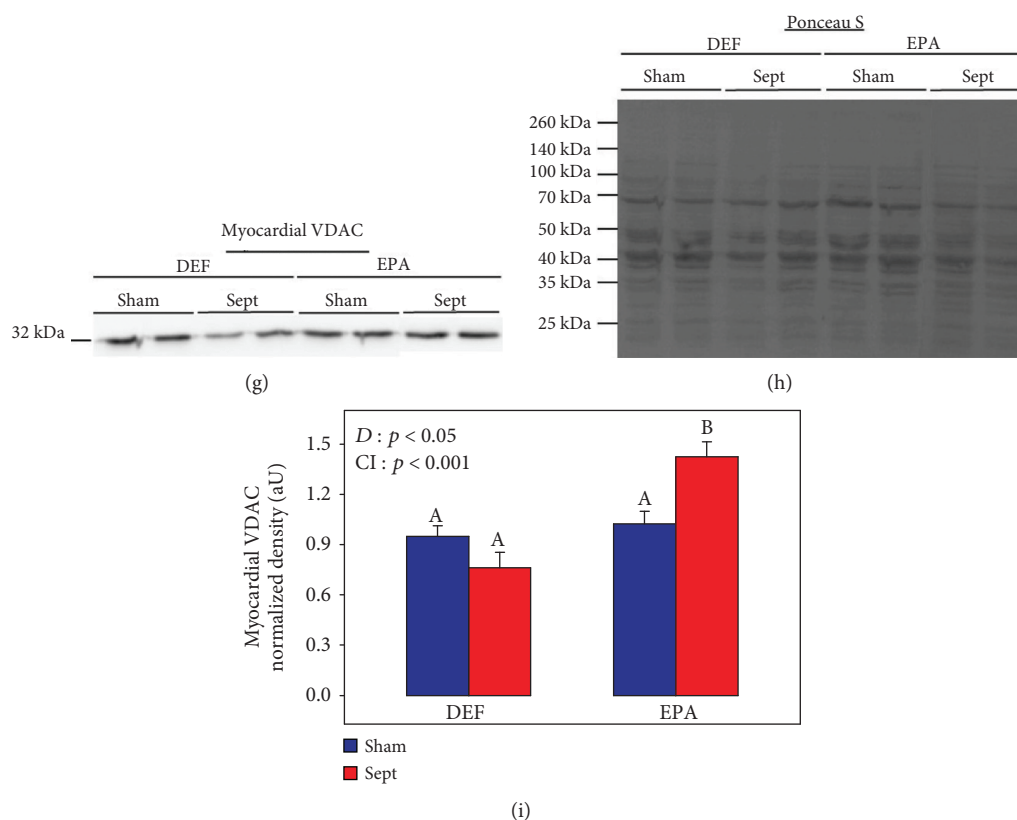 Myocardial VDAC
DEF EPA
Sham Sept Sham Sept
32 kDa
(g)
Ponceau S
DEF EPA
Sham Sept Sham Sept
260 kDa
140 kDa
100 kDa
70 kDa
50 kDa
40 kDa
35 kDa
25 kDa
(h)
Myocardial VDAC
normalized density (aU)
1.5
1.2
0.9
0.6
0.3
0.0
D : p < 0.05
CI : p < 0.001
A
A
A
B
DEF EPA
Sham
Sept
(i)